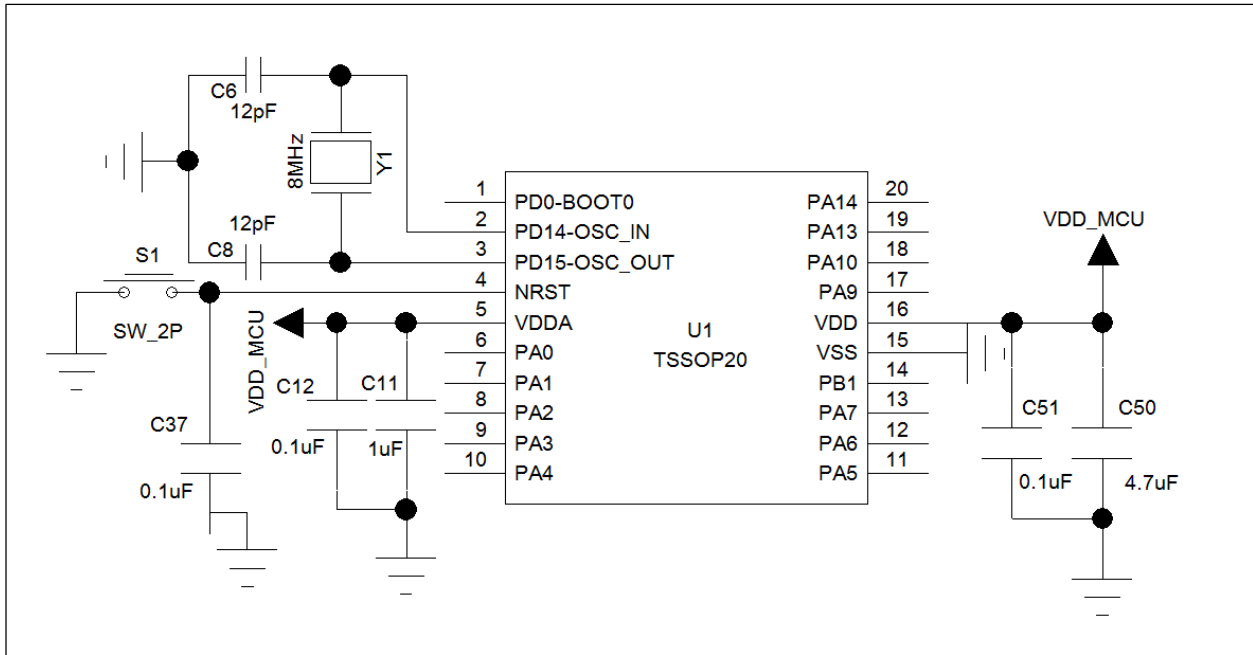 C6
12pF
8MHz
Y1
12pF
C8
S1
SW_2P
C37
0.1uF
VDD_MCU
C12
0.1uF
C11
1uF
1 PD0-BOOT0
2 PD14-OSC_IN
3 PD15-OSC_OUT
4 NRST
5 VDDA
6 PA0
7 PA1
8 PA2
9 PA3
10 PA4
U1
TSSOP20
PA14 20
PA13 19
PA10 18
PA9 17
VDD 16
VSS 15
PB1 14
PA7 13
PA6 12
PA5 11
VDD_MCU
C51
0.1uF
C50
4.7uF